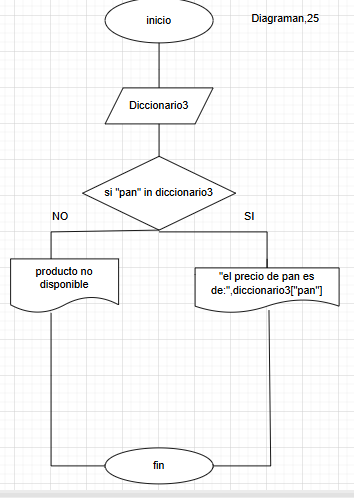 inicio
Diagraman,25
Diccionario3
si "pan" in diccionario3
NO
SI
producto no
disponible
"el precio de pan es
de:",diccionario3["pan"]
fin